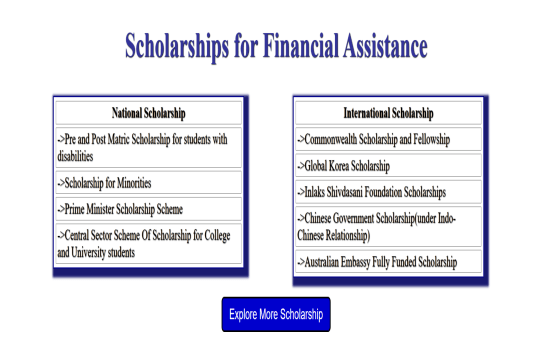 Scholarships for Financial Assistance
National Scholarship
->Pre and Post Matric Scholarship for students with
disabilities
->Scholarship for Minorities
->Prime Minister Scholarship Scheme
->Central Sector Scheme Of Scholarship for College
and University students
International Scholarship
->Commonwealth Scholarship and Fellowship
->Global Korea Scholarship
->Inlaks Shivdasani Foundation Scholarships
->Chinese Government Scholarship(under Indo-
Chinese Relationship)
->Australian Embassy Fully Funded Scholarship
Explore More Scholarship